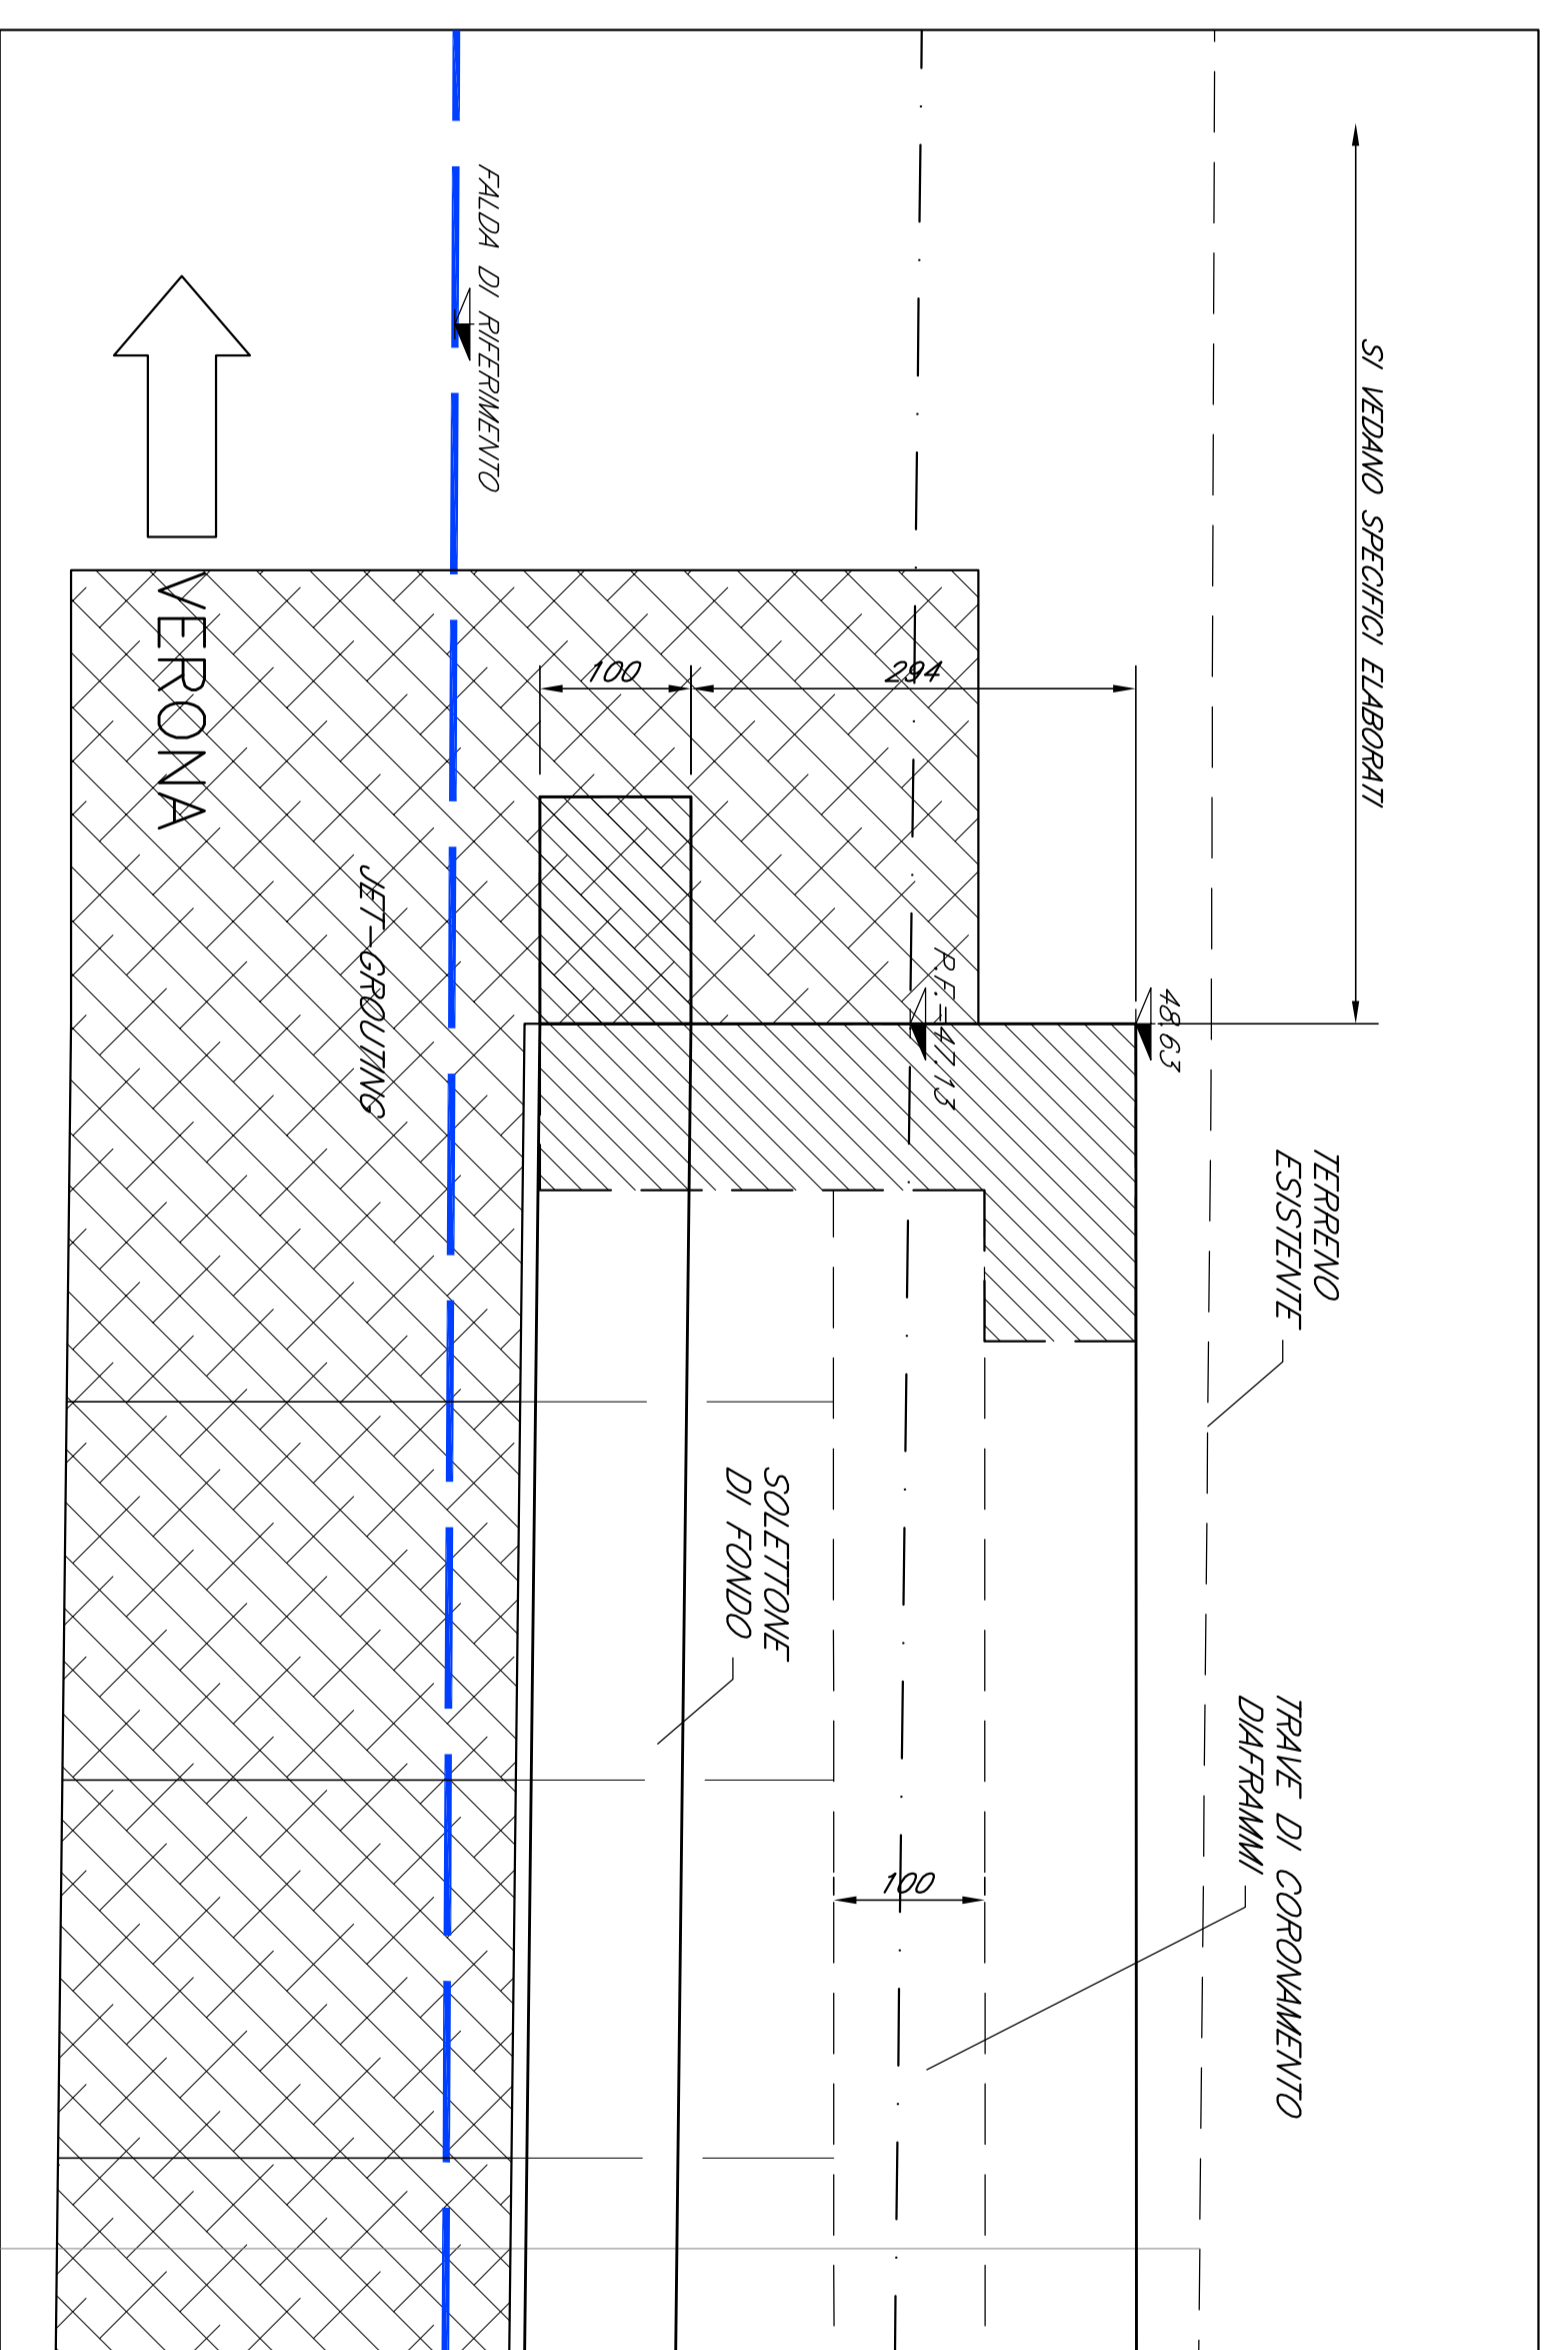 SI VEDANO SPECIFICI ELABORATI
TERRENO
ESISTENTE
TRAVE DI CORONAMENTO
DIAFRAMMI
48.63
P.F.=47.13
294
100
100
SOLETTONE
DI FONDO
FALDA DI RIFERIMENTO
JET-GROUTING
VERONA